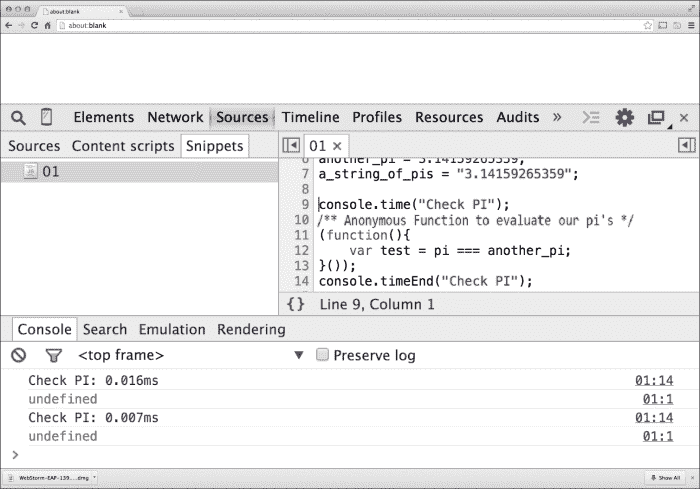 about:blank
about:blank
Elements Network Sources Timeline Profiles Resources Audits »
Sources Content scripts Snippets
01
01 ×
6 another_pi = 3.14159265359;
7 a_string_of_pis = "3.14159265359";
8
9 console.time("Check PI");
10 /** Anonymous Function to evaluate our pi's */
11 (function(){
12 var test = pi === another_pi;
13 }());
14 console.timeEnd("Check PI");
{} Line 9, Column 1
Console Search Emulation Rendering
<top frame> ▼ Preserve log
Check PI: 0.016ms 01:14
undefined 01:1
Check PI: 0.007ms 01:14
undefined 01:1
>
WebStorm-EAP-139....dmg Show All